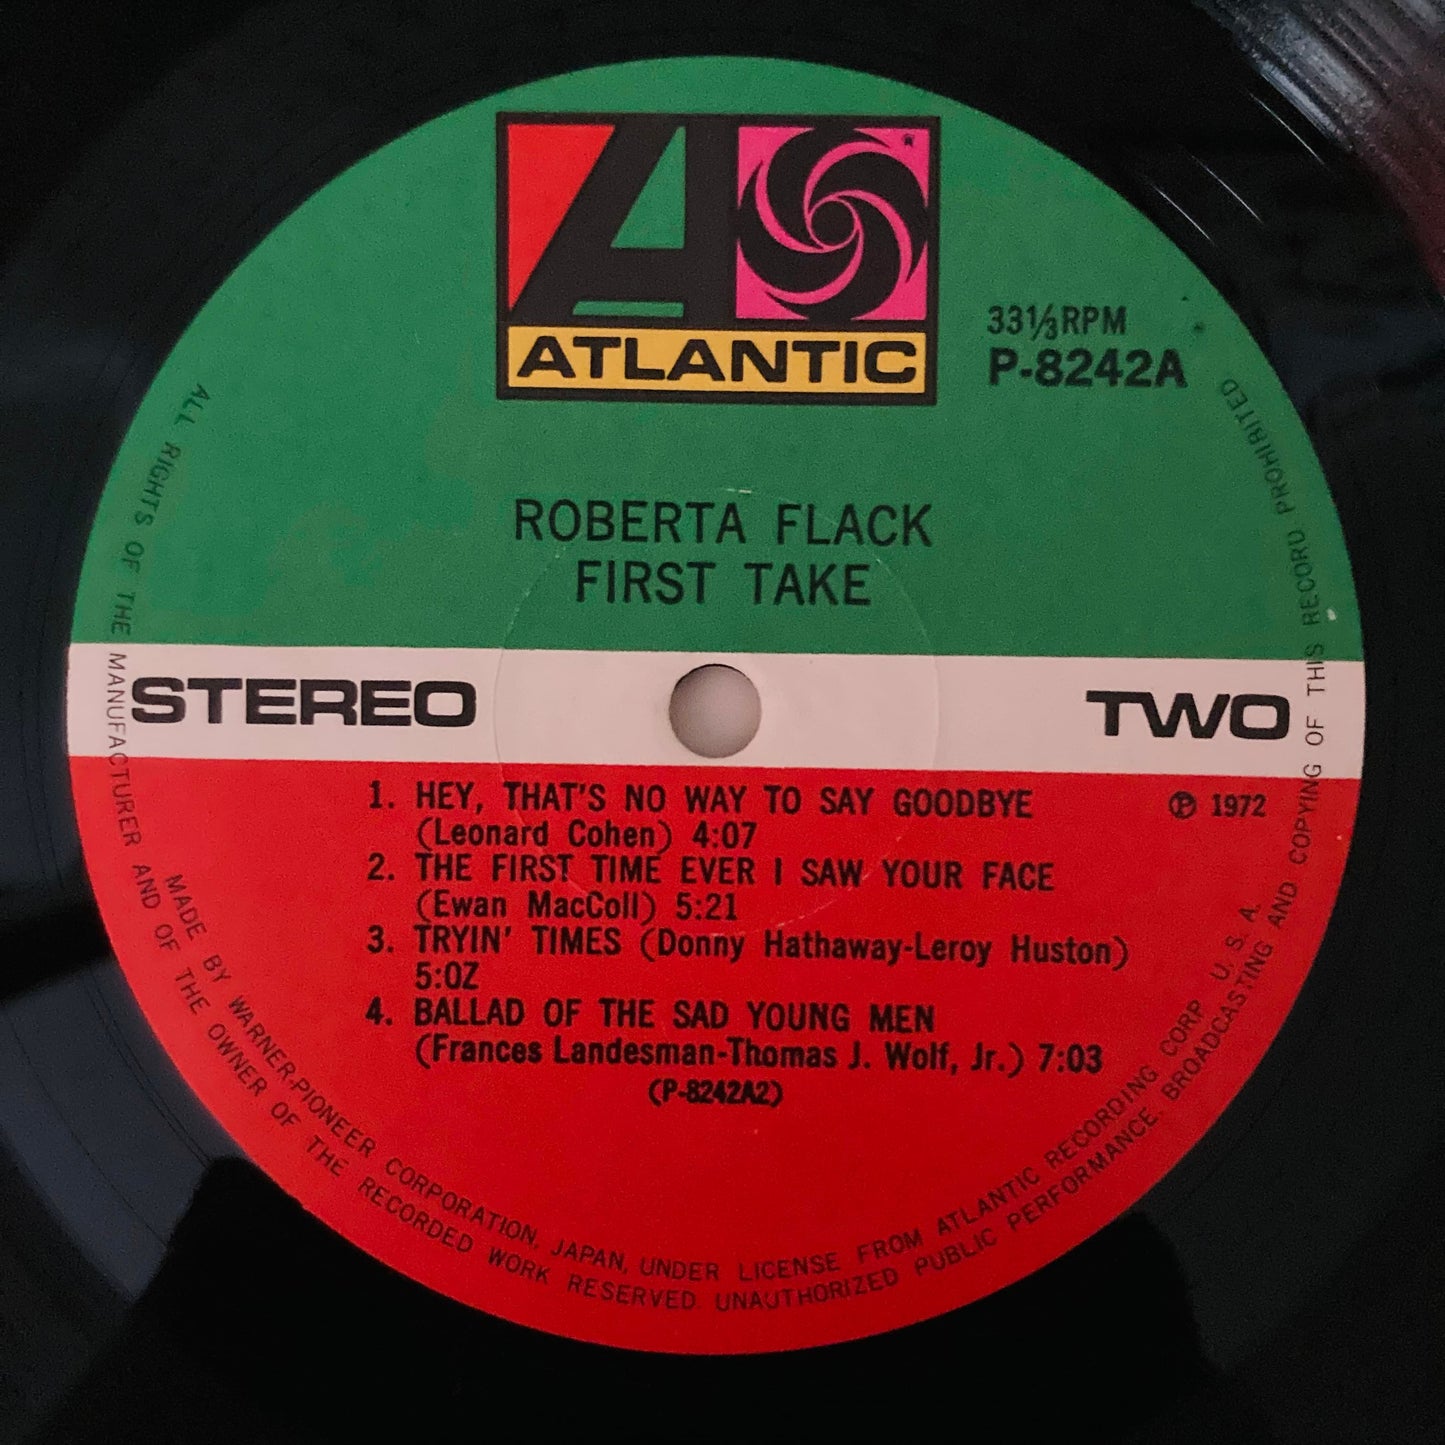 ATLANTIC
33⅓RPM
P-8242A
ROBERTA FLACK
FIRST TAKE
STEREO
TWO
1. HEY, THAT'S NO WAY TO SAY GOODBYE
(Leonard Cohen) 4:07
℗ 1972
2. THE FIRST TIME EVER I SAW YOUR FACE
(Ewan MacColl) 5:21
3. TRYIN' TIMES (Donny Hathaway-Leroy Huston)
5:0Z
4. BALLAD OF THE SAD YOUNG MEN
(Frances Landesman-Thomas J. Wolf, Jr.) 7:03
(P-8242A2)
MADE BY WARNER-PIONEER CORPORATION, JAPAN, UNDER LICENSE FROM ATLANTIC RECORDING CORP. U. S. A.
ALL RIGHTS OF THE MANUFACTURER AND OF THE OWNER OF THE RECORDED WORK RESERVED. UNAUTHORIZED PUBLIC PERFORMANCE, BROADCASTING AND COPYING OF THIS RECORD PROHIBITED